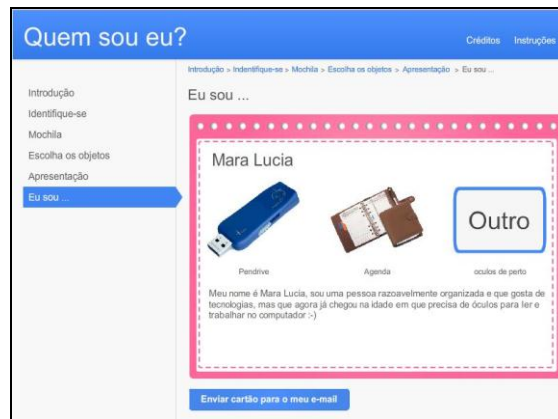 Quem sou eu?
Créditos Instruções
Introdução » Indentifique-se » Mochila » Escolha os objetos » Apresentação » Eu sou ...
Introdução
Identifique-se
Mochila
Escolha os objetos
Apresentação
Eu sou ...
Eu sou ...
Mara Lucia
Outro
Pendrive
Agenda
oculos de perto
Meu nome é Mara Lucia, sou uma pessoa razoavelmente organizada e que gosta de
tecnologias, mas que agora já chegou na idade em que precisa de óculos para ler e
trabalhar no computador :-)
Enviar cartão para o meu e-mail